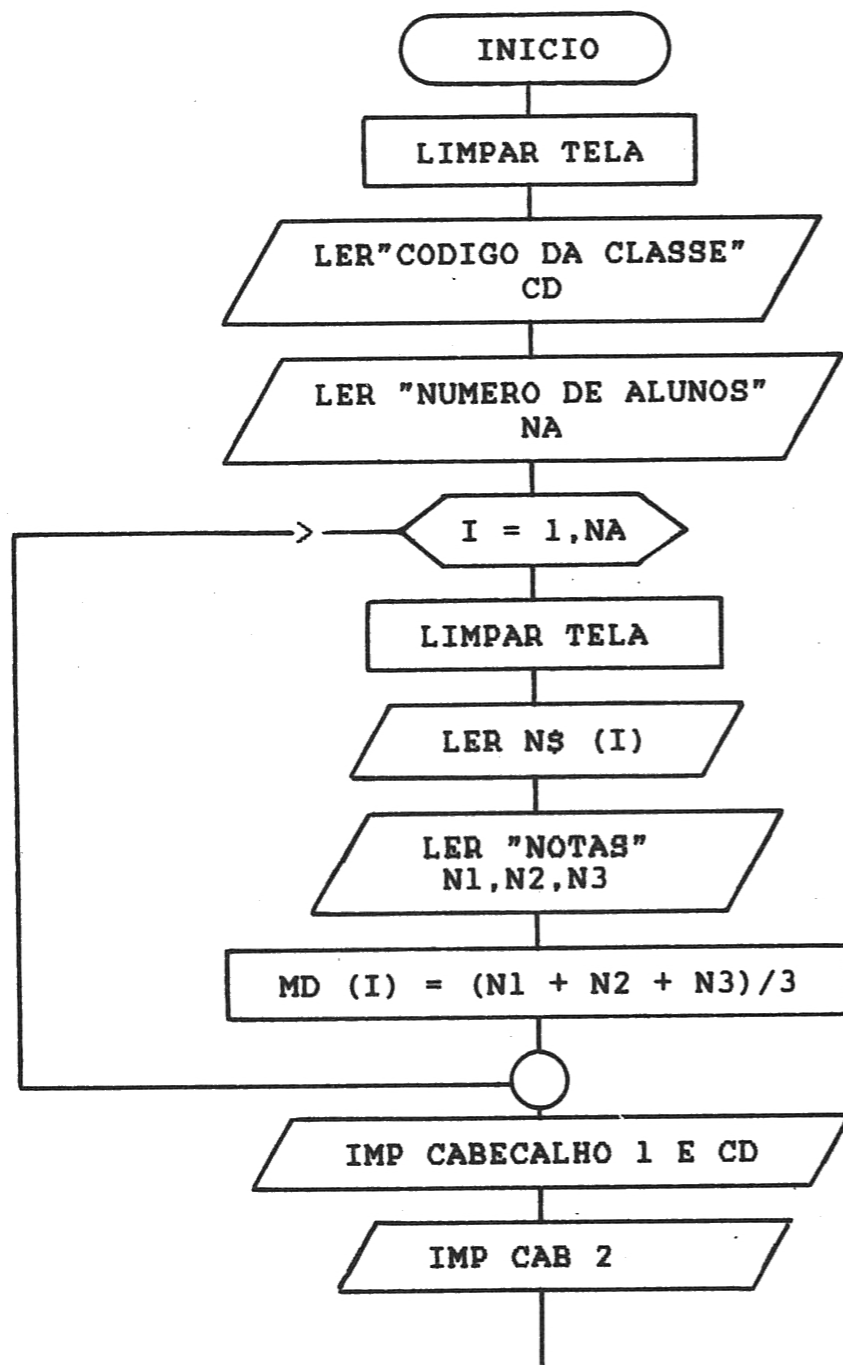 INICIO
LIMPAR TELA
LER"CODIGO DA CLASSE"
CD
LER "NUMERO DE ALUNOS"
NA
I = 1,NA
LIMPAR TELA
LER N$ (I)
LER "NOTAS"
N1,N2,N3
MD (I) = (N1 + N2 + N3)/3
IMP CABECALHO 1 E CD
IMP CAB 2